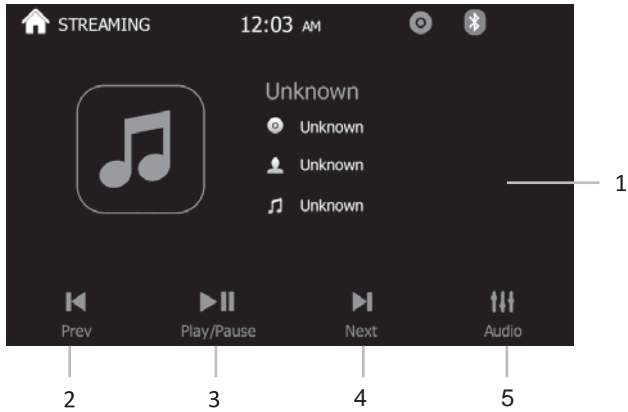 STREAMING 12:03 AM
Unknown
Unknown
Unknown
1
Unknown
Prev Play/Pause Next Audio
2 3 4 5